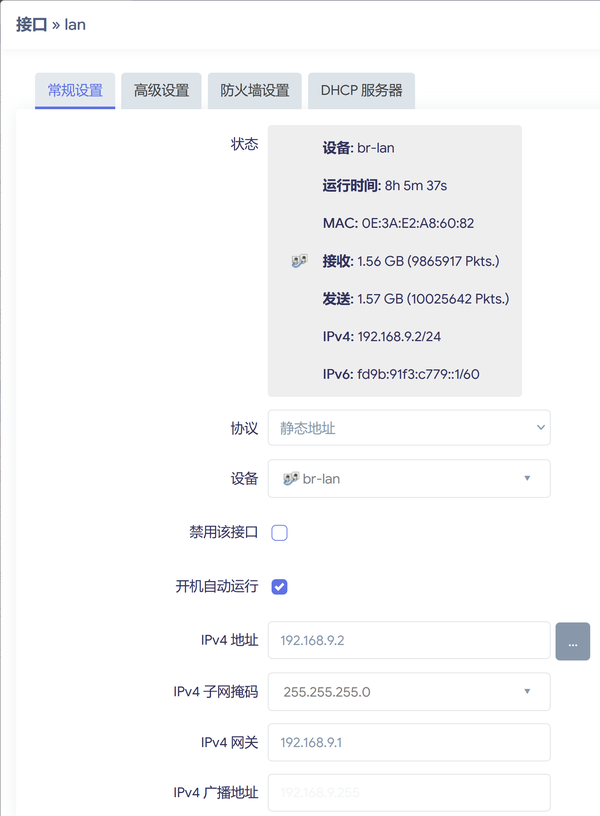 接口 » lan
常规设置 高级设置 防火墙设置 DHCP 服务器
状态
设备: br-lan
运行时间: 8h 5m 37s
MAC: 0E:3A:E2:A8:60:82
接收: 1.56 GB (9865917 Pkts.)
发送: 1.57 GB (10025642 Pkts.)
IPv4: 192.168.9.2/24
IPv6: fd9b:91f3:c779::1/60
协议 静态地址
设备 br-lan
禁用该接口
开机自动运行
IPv4 地址 192.168.9.2 ...
IPv4 子网掩码 255.255.255.0
IPv4 网关 192.168.9.1
IPv4 广播地址 192.168.9.255